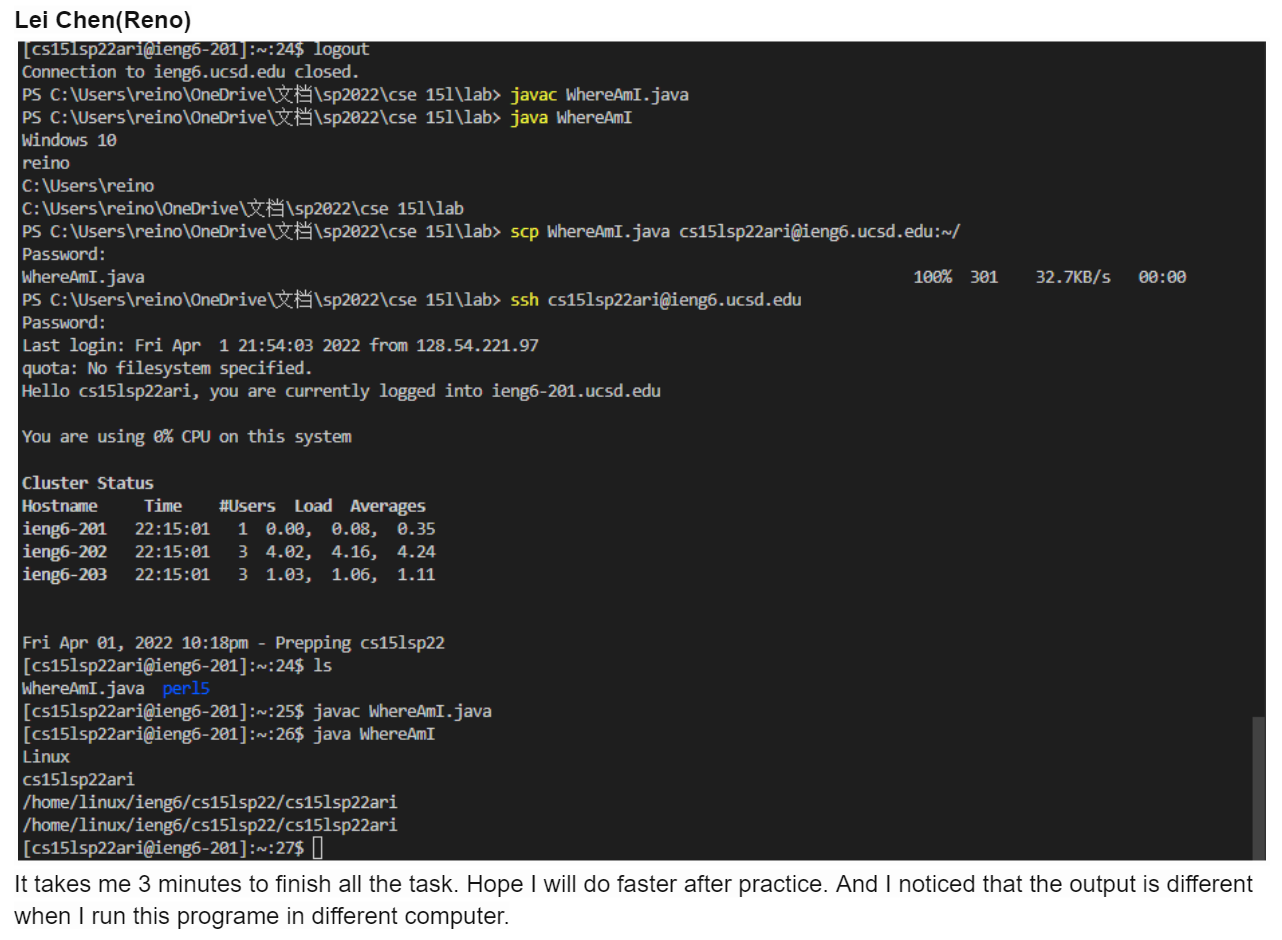 Lei Chen(Reno)
[cs15lsp22ari@ieng6-201]:~:24$ logout
Connection to ieng6.ucsd.edu closed.
PS C:\Users\reino\OneDrive\文档\sp2022\cse 15l\lab> javac WhereAmI.java
PS C:\Users\reino\OneDrive\文档\sp2022\cse 15l\lab> java WhereAmI
Windows 10
reino
C:\Users\reino
C:\Users\reino\OneDrive\文档\sp2022\cse 15l\lab
PS C:\Users\reino\OneDrive\文档\sp2022\cse 15l\lab> scp WhereAmI.java cs15lsp22ari@ieng6.ucsd.edu:~/
Password:
WhereAmI.java 100% 301 32.7KB/s 00:00
PS C:\Users\reino\OneDrive\文档\sp2022\cse 15l\lab> ssh cs15lsp22ari@ieng6.ucsd.edu
Password:
Last login: Fri Apr  1 21:54:03 2022 from 128.54.221.97
quota: No filesystem specified.
Hello cs15lsp22ari, you are currently logged into ieng6-201.ucsd.edu
You are using 0% CPU on this system
Cluster Status
Hostname Time #Users Load Averages
ieng6-201 22:15:01 1 0.00, 0.08, 0.35
ieng6-202 22:15:01 3 4.02, 4.16, 4.24
ieng6-203 22:15:01 3 1.03, 1.06, 1.11
Fri Apr 01, 2022 10:18pm - Prepping cs15lsp22
[cs15lsp22ari@ieng6-201]:~:24$ ls
WhereAmI.java perl5
[cs15lsp22ari@ieng6-201]:~:25$ javac WhereAmI.java
[cs15lsp22ari@ieng6-201]:~:26$ java WhereAmI
Linux
cs15lsp22ari
/home/linux/ieng6/cs15lsp22/cs15lsp22ari
/home/linux/ieng6/cs15lsp22/cs15lsp22ari
[cs15lsp22ari@ieng6-201]:~:27$
It takes me 3 minutes to finish all the task. Hope I will do faster after practice. And I noticed that the output is different
when I run this programe in different computer.